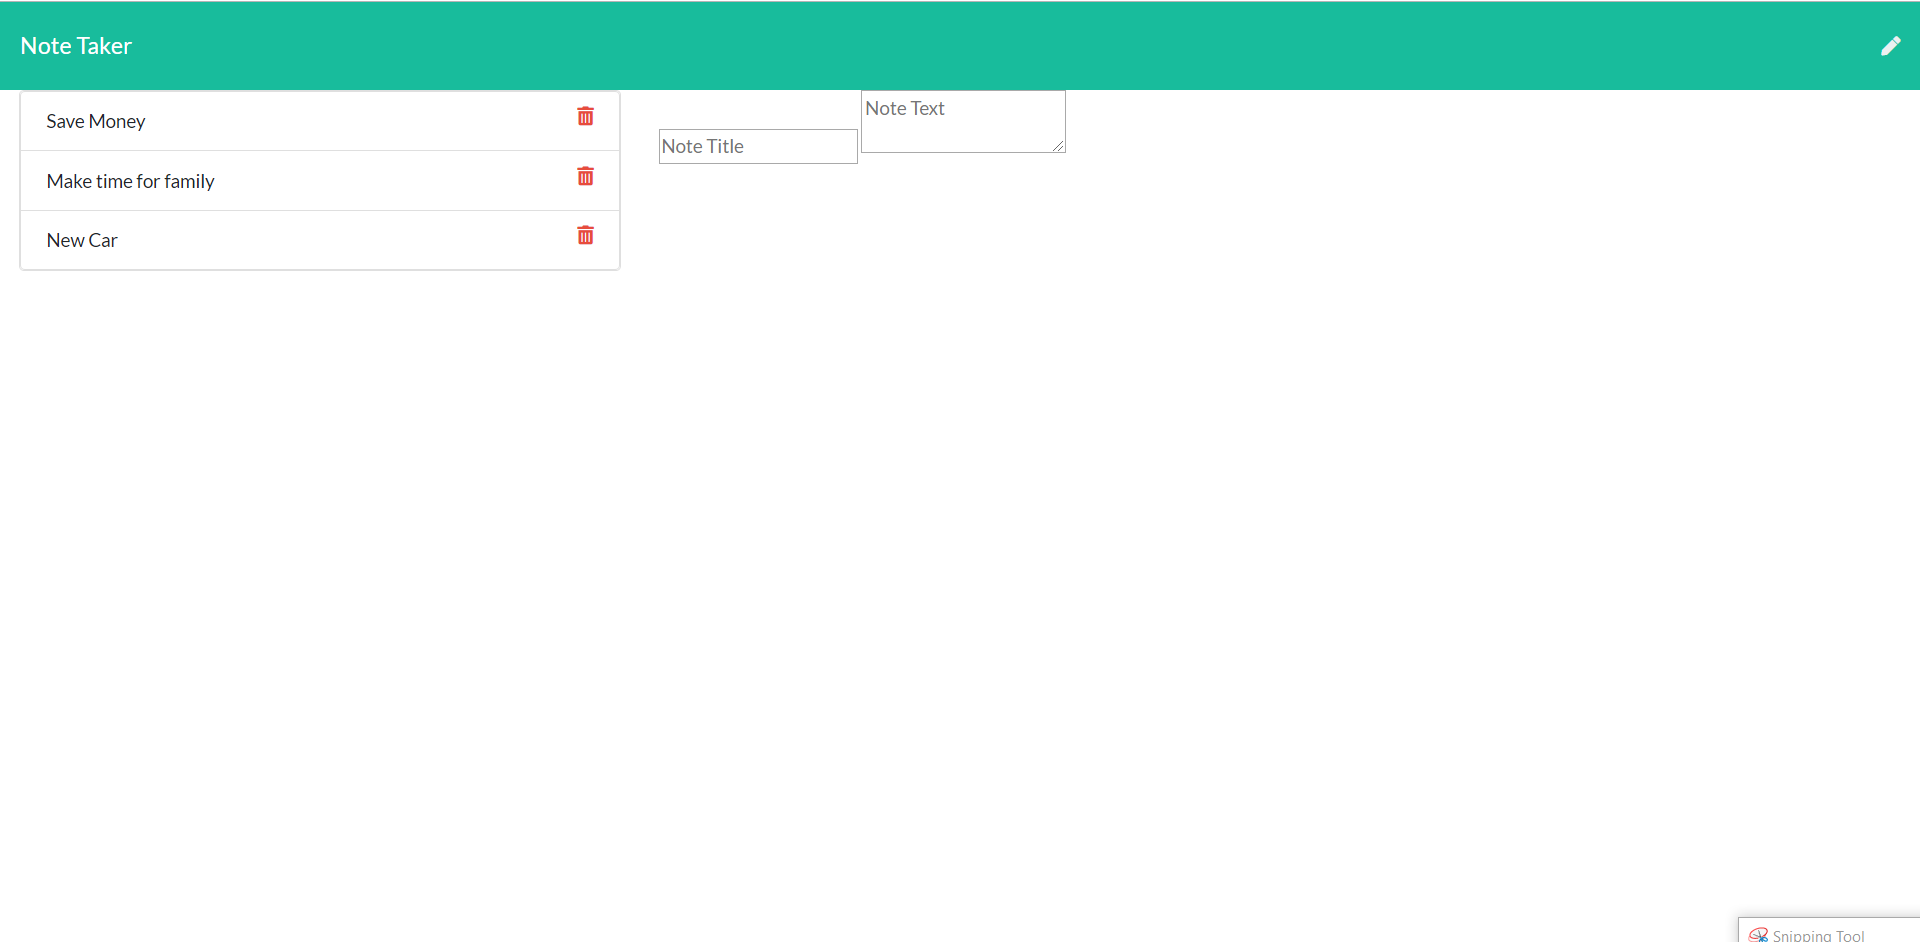 Note Taker
Save Money
Make time for family
New Car
Note Title
Note Text
Snipping Tool